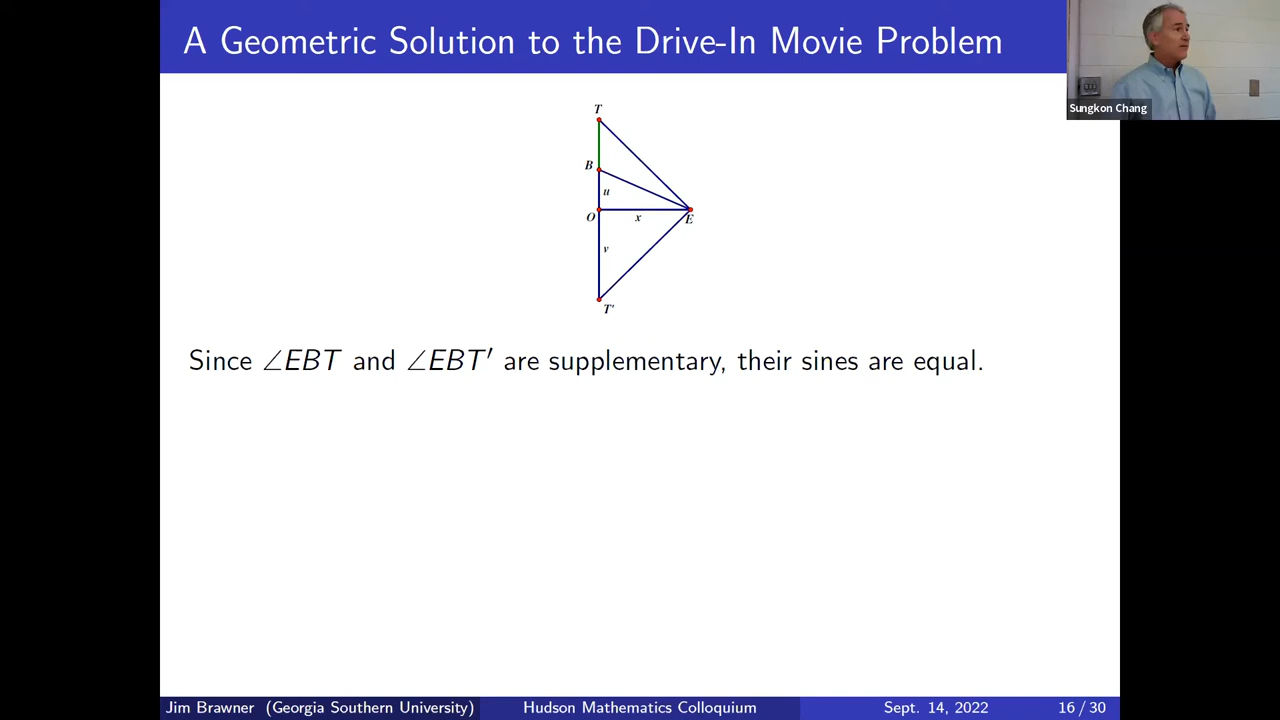 A Geometric Solution to the Drive-In Movie Problem
Sungkon Chang
T
B
u
O
x
E
v
T'
Since ∠EBT and ∠EBT′ are supplementary, their sines are equal.
Jim Brawner (Georgia Southern University) Hudson Mathematics Colloquium Sept. 14, 2022 16 / 30